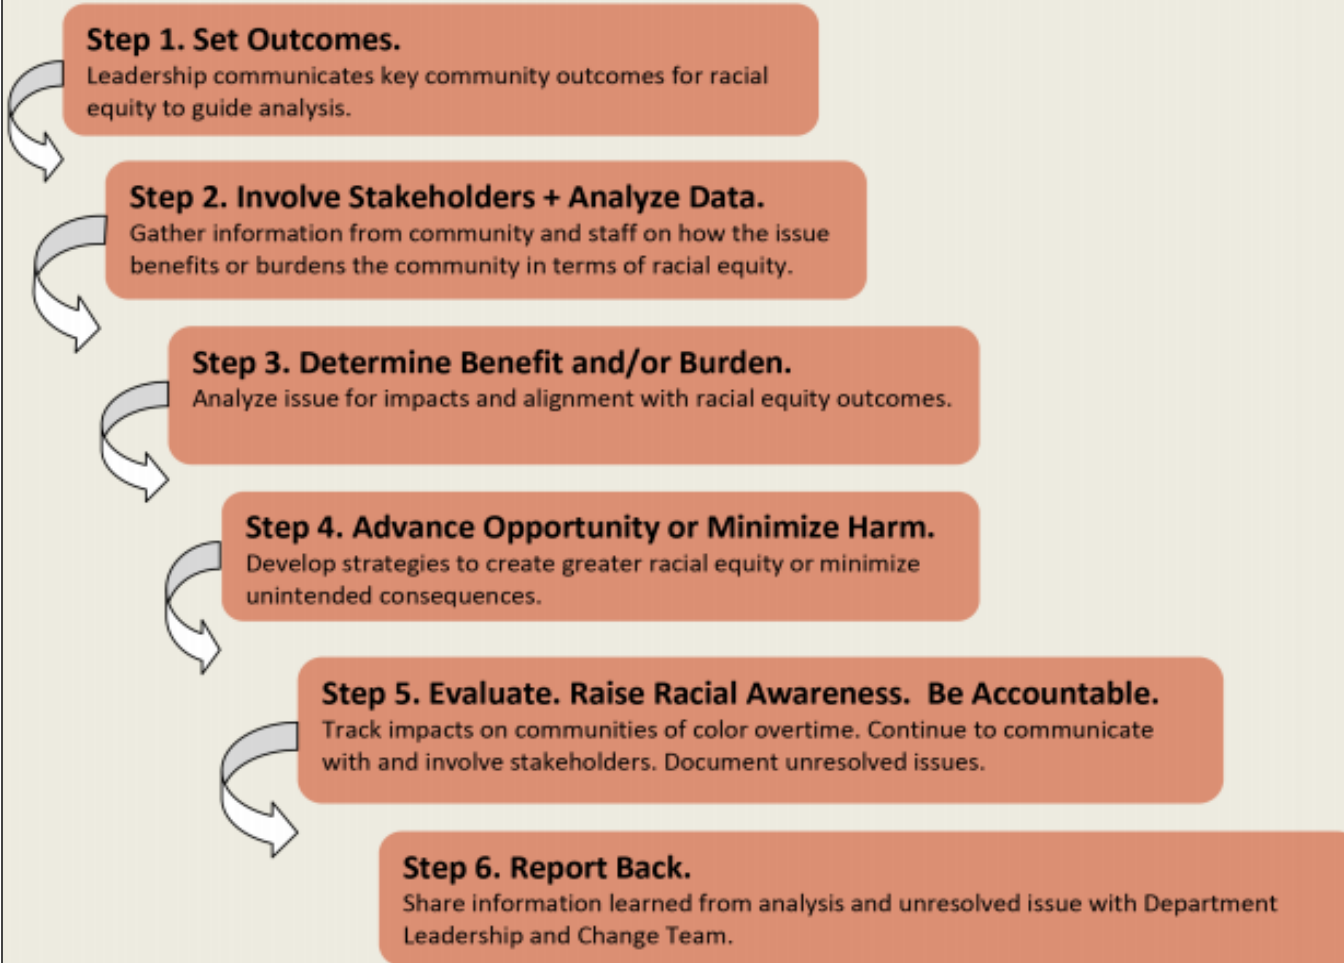 Step 1. Set Outcomes.
Leadership communicates key community outcomes for racial
equity to guide analysis.
Step 2. Involve Stakeholders + Analyze Data.
Gather information from community and staff on how the issue
benefits or burdens the community in terms of racial equity.
Step 3. Determine Benefit and/or Burden.
Analyze issue for impacts and alignment with racial equity outcomes.
Step 4. Advance Opportunity or Minimize Harm.
Develop strategies to create greater racial equity or minimize
unintended consequences.
Step 5. Evaluate. Raise Racial Awareness.  Be Accountable.
Track impacts on communities of color overtime. Continue to communicate
with and involve stakeholders. Document unresolved issues.
Step 6. Report Back.
Share information learned from analysis and unresolved issue with Department
Leadership and Change Team.